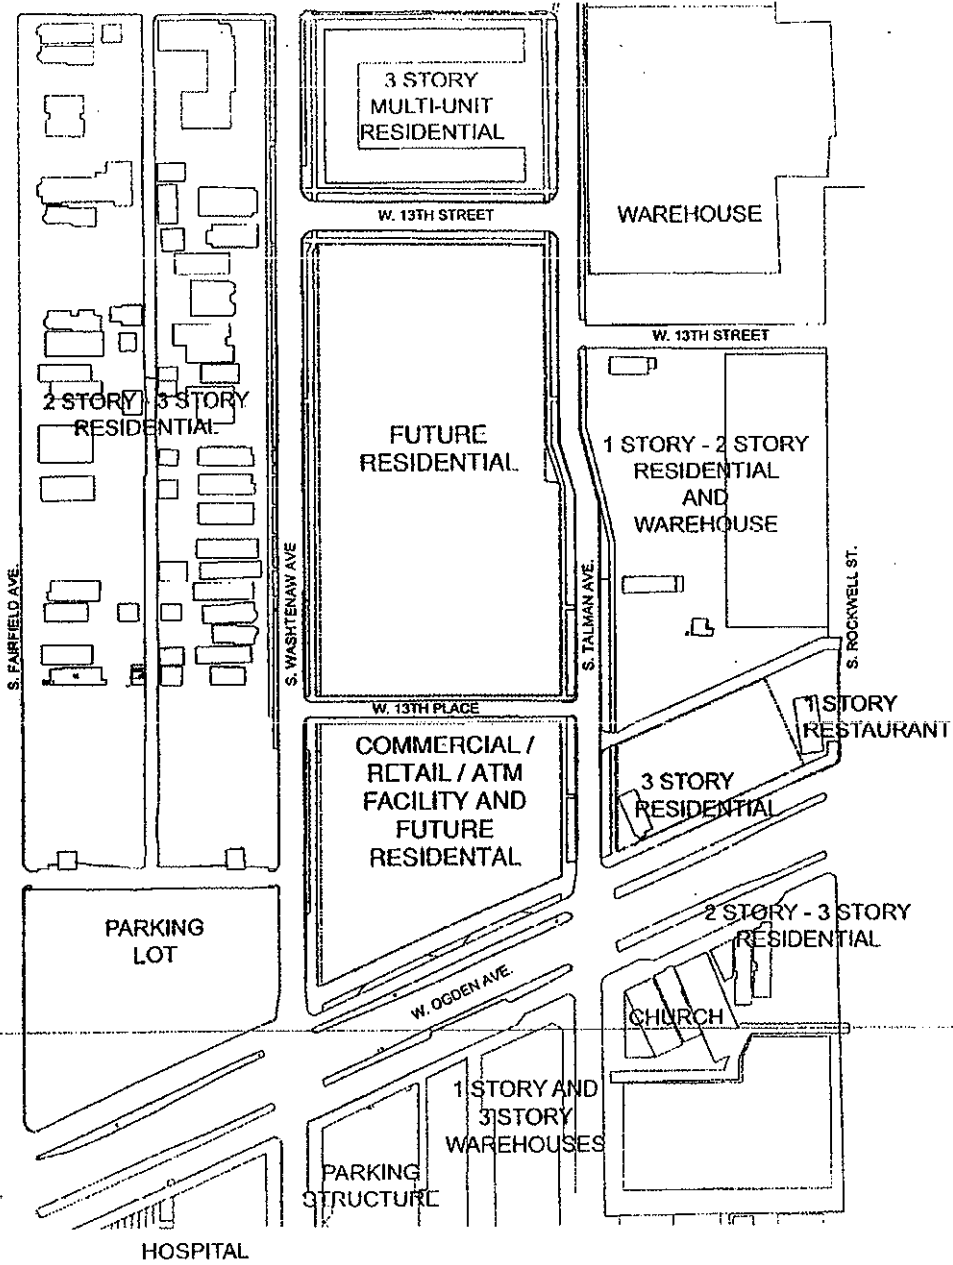 3 STORY
MULTI-UNIT
RESIDENTIAL
W. 13TH STREET
WAREHOUSE
W. 13TH STREET
2 STORY - 3 STORY
RESIDENTIAL
FUTURE
RESIDENTIAL
1 STORY - 2 STORY
RESIDENTIAL
AND
WAREHOUSE
S. FAIRFIELD AVE.
S. WASHTENAW AVE
S. TALMAN AVE.
S. ROCKWELL ST.
W. 13TH PLACE
1 STORY
RESTAURANT
COMMERCIAL /
RETAIL / ATM
FACILITY AND
FUTURE
RESIDENTAL
3 STORY
RESIDENTIAL
PARKING
LOT
2 STORY - 3 STORY
RESIDENTIAL
W. OGDEN AVE.
CHURCH
1 STORY AND
3 STORY
WAREHOUSES
PARKING
STRUCTURE
HOSPITAL